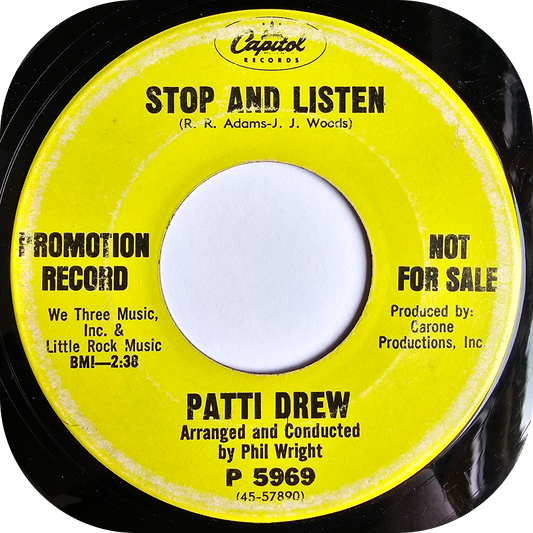 Capitol
RECORDS
STOP AND LISTEN
(R. R. Adams-J. J. Woods)
PROMOTION
RECORD
We Three Music,
Inc. &
Little Rock Music
BMI—2:38
NOT
FOR SALE
Produced by:
Carone
Productions, Inc
PATTI DREW
Arranged and Conducted
by Phil Wright
P 5969
(45-57890)